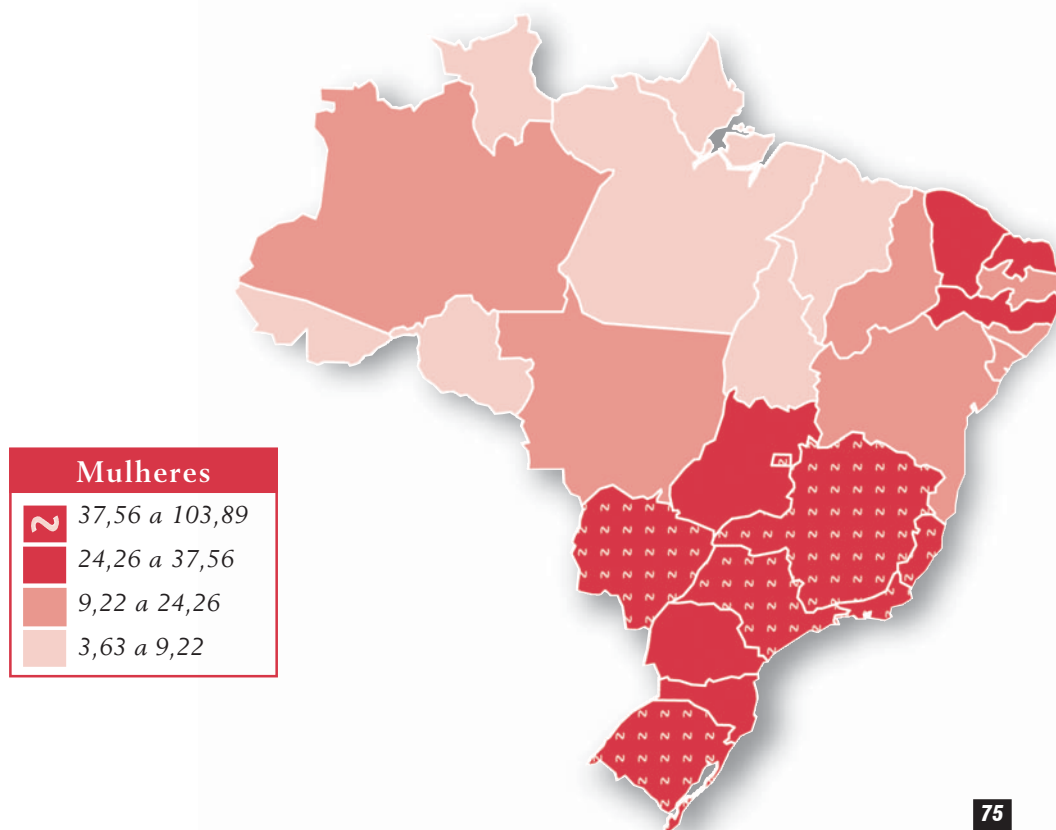 Mulheres
37,56 a 103,89
24,26 a 37,56
9,22 a 24,26
3,63 a 9,22
75